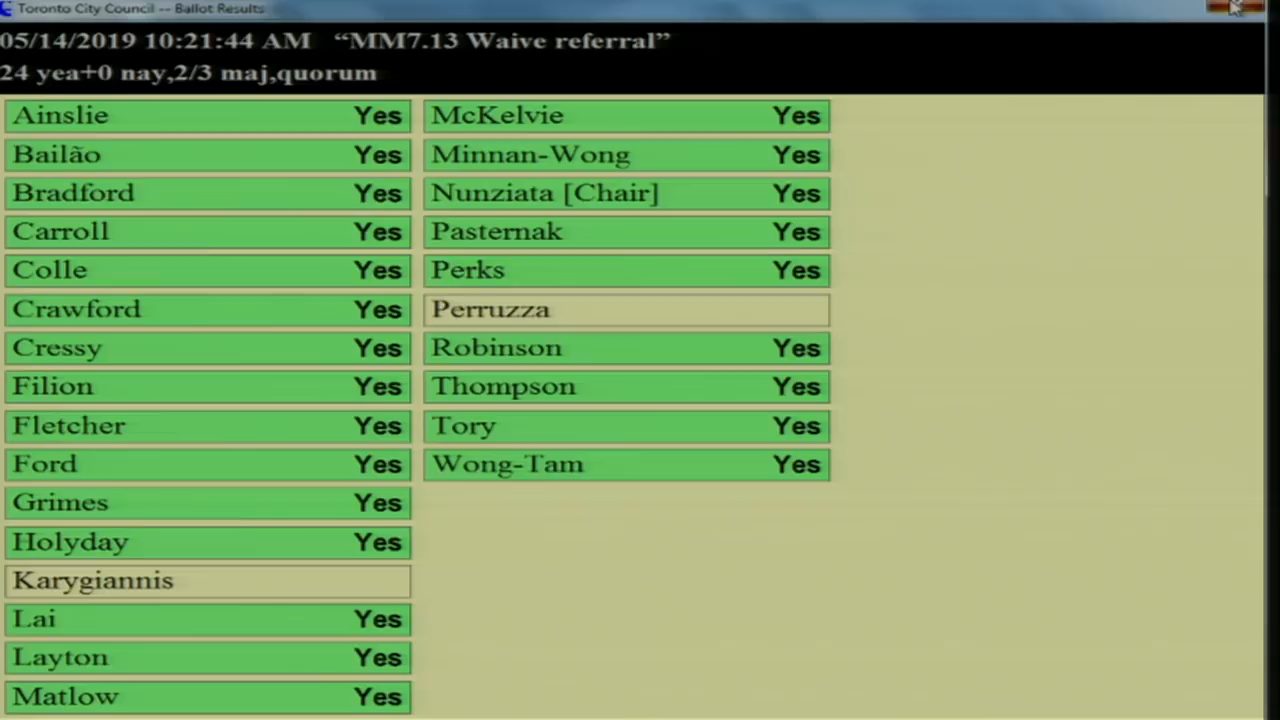 Toronto City Council -- Ballot Results
05/14/2019 10:21:44 AM “MM7.13 Waive referral”
24 yea+0 nay,2/3 maj,quorum
Ainslie Yes
Bailão Yes
Bradford Yes
Carroll Yes
Colle Yes
Crawford Yes
Cressy Yes
Filion Yes
Fletcher Yes
Ford Yes
Grimes Yes
Holyday Yes
Karygiannis
Lai Yes
Layton Yes
Matlow Yes
McKelvie Yes
Minnan-Wong Yes
Nunziata [Chair] Yes
Pasternak Yes
Perks Yes
Perruzza
Robinson Yes
Thompson Yes
Tory Yes
Wong-Tam Yes